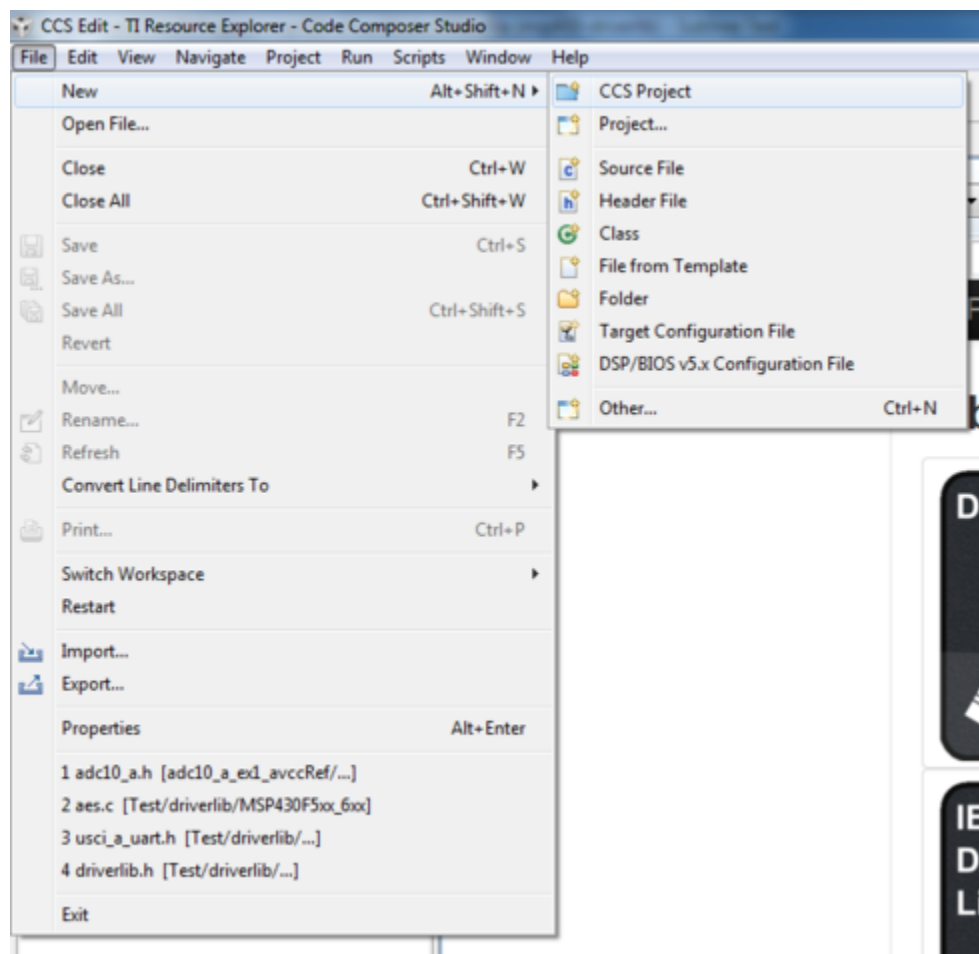 CCS Edit - TI Resource Explorer - Code Composer Studio
File Edit View Navigate Project Run Scripts Window Help
New Alt+Shift+N
Open File...
Close Ctrl+W
Close All Ctrl+Shift+W
Save Ctrl+S
Save As...
Save All Ctrl+Shift+S
Revert
Move...
Rename... F2
Refresh F5
Convert Line Delimiters To
Print... Ctrl+P
Switch Workspace
Restart
Import...
Export...
Properties Alt+Enter
1 adc10_a.h [adc10_a_ex1_avccRef/...]
2 aes.c [Test/driverlib/MSP430F5xx_6xx]
3 usci_a_uart.h [Test/driverlib/...]
4 driverlib.h [Test/driverlib/...]
Exit
CCS Project
Project...
Source File
Header File
Class
File from Template
Folder
Target Configuration File
DSP/BIOS v5.x Configuration File
Other... Ctrl+N